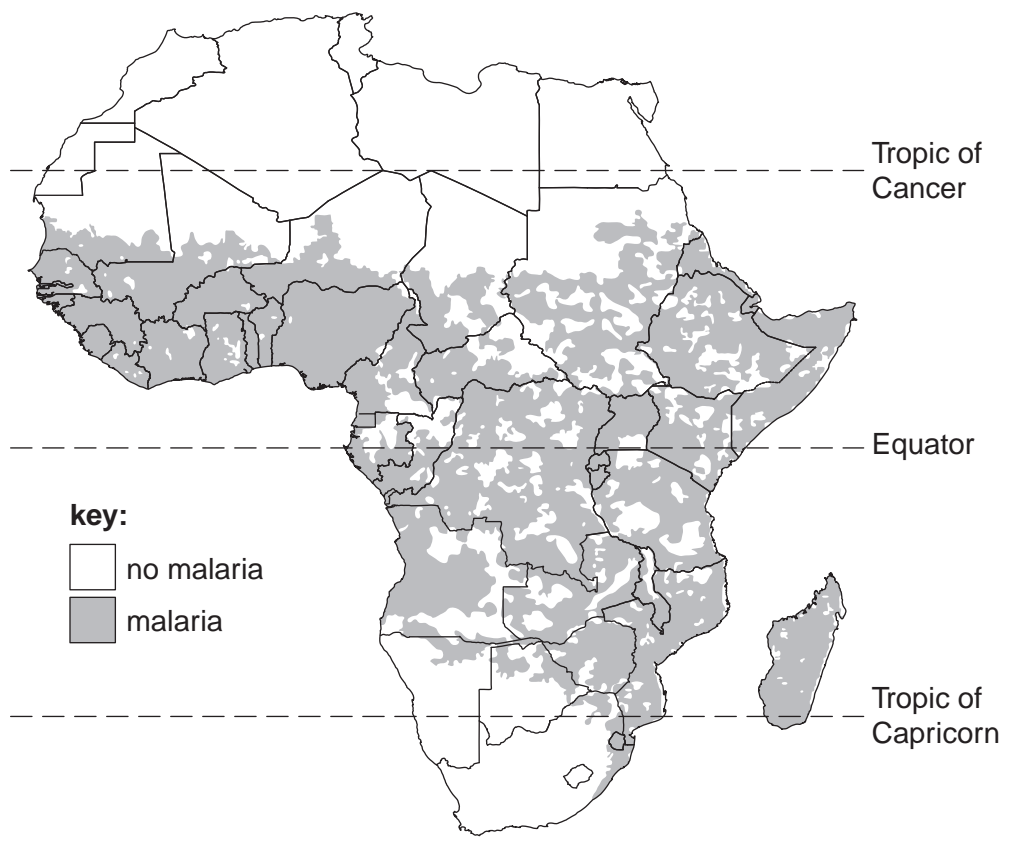 Tropic of
Cancer
Equator
key:
no malaria
malaria
Tropic of
Capricorn